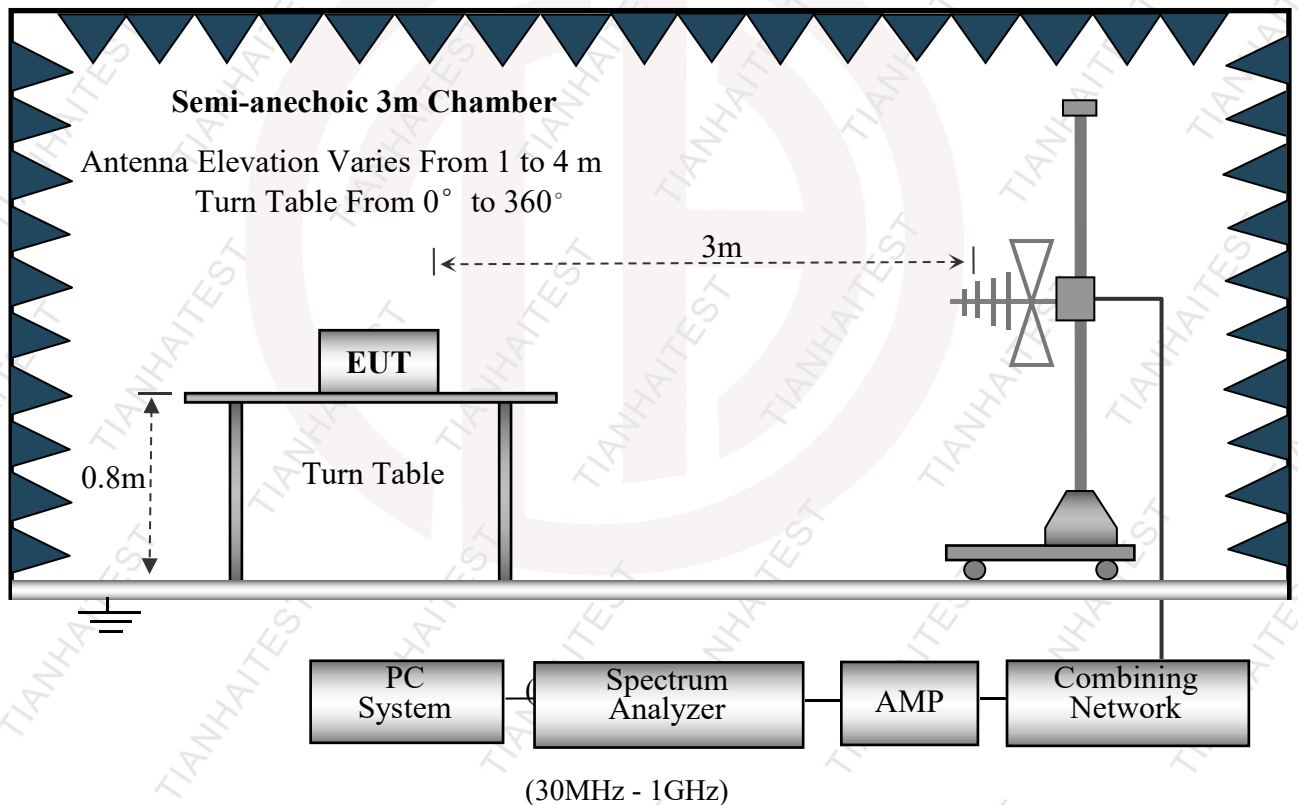 Semi-anechoic 3m Chamber
Antenna Elevation Varies From 1 to 4 m
Turn Table From 0° to 360°
3m
EUT
0.8m
Turn Table
PC
System
(
Spectrum
Analyzer
AMP
Combining
Network
(30MHz - 1GHz)
TIANHAITEST